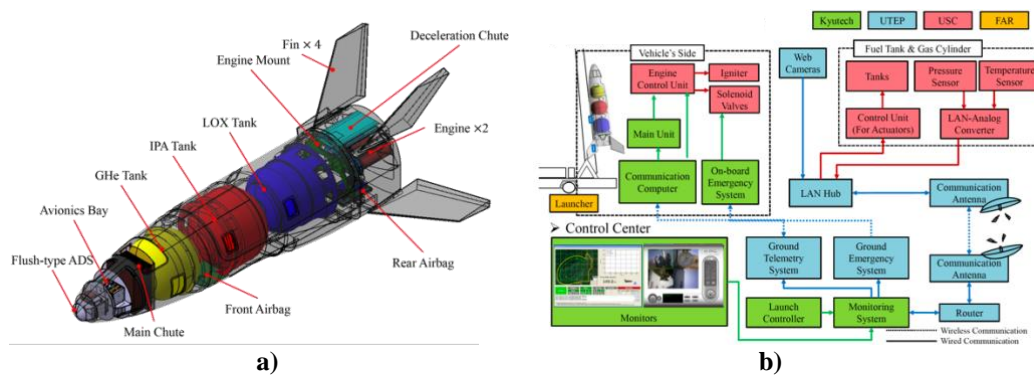 a)
Fin × 4
Deceleration Chute
Engine Mount
LOX Tank
Engine ×2
IPA Tank
GHe Tank
Avionics Bay
Flush-type ADS
Rear Airbag
Front Airbag
Main Chute
b)
Kyutech
UTEP
USC
FAR
Vehicle's Side
Engine
Control Unit
Igniter
Solenoid
Valves
Main Unit
Communication
Computer
On-board
Emergency
System
Launcher
Web
Cameras
Fuel Tank & Gas Cylinder
Tanks
Pressure
Sensor
Temperature
Sensor
Control Unit
(For Actuators)
LAN-Analog
Converter
LAN Hub
Communication
Antenna
➢ Control Center
Monitors
Ground
Telemetry
System
Ground
Emergency
System
Communication
Antenna
Launch
Controller
Monitoring
System
Router
Wireless Communication
Wired Communication